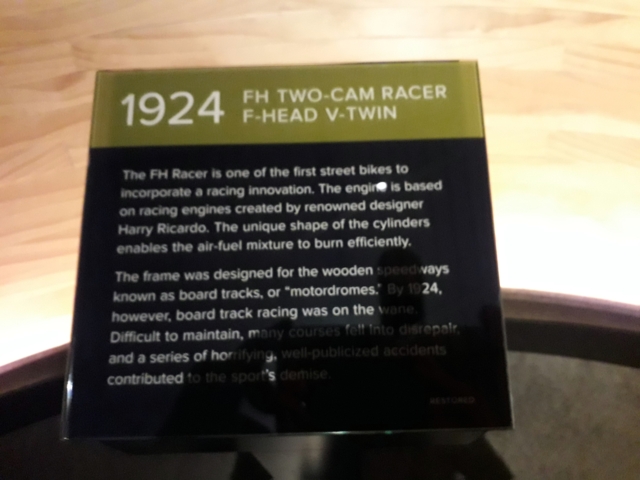 1924
FH TWO-CAM RACER
F-HEAD V-TWIN
The FH Racer is one of the first street bikes to
incorporate a racing innovation. The engine is based
on racing engines created by renowned designer
Harry Ricardo. The unique shape of the cylinders
enables the air-fuel mixture to burn efficiently.
The frame was designed for the wooden speedways
known as board tracks, or “motordromes.” By 1924,
however, board track racing was on the wane.
Difficult to maintain, many courses fell into disrepair,
and a series of horrifying, well-publicized accidents
contributed to the sport's demise.
RESTORED